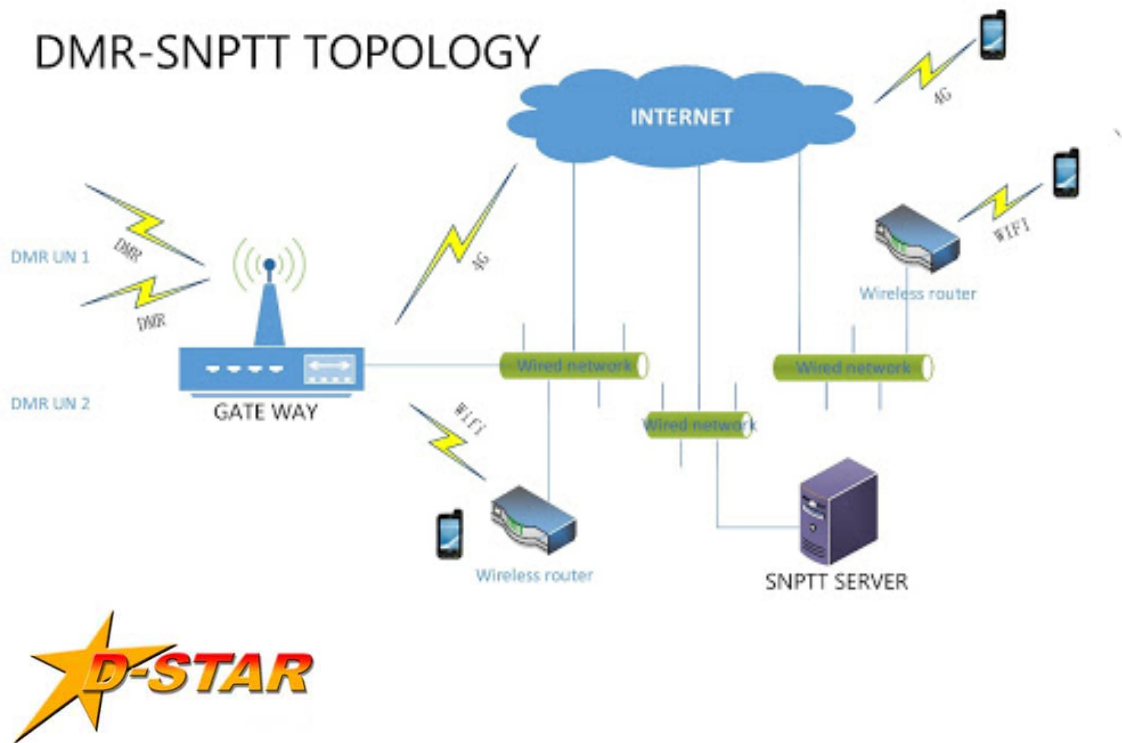 DMR-SNPTT TOPOLOGY
INTERNET
4G
WIFI
Wireless router
DMR UN 1
DMR
DMR
4G
Wired network
Wired network
DMR UN 2
GATE WAY
Wifi
Wired network
Wireless router
SNPTT SERVER
D-STAR